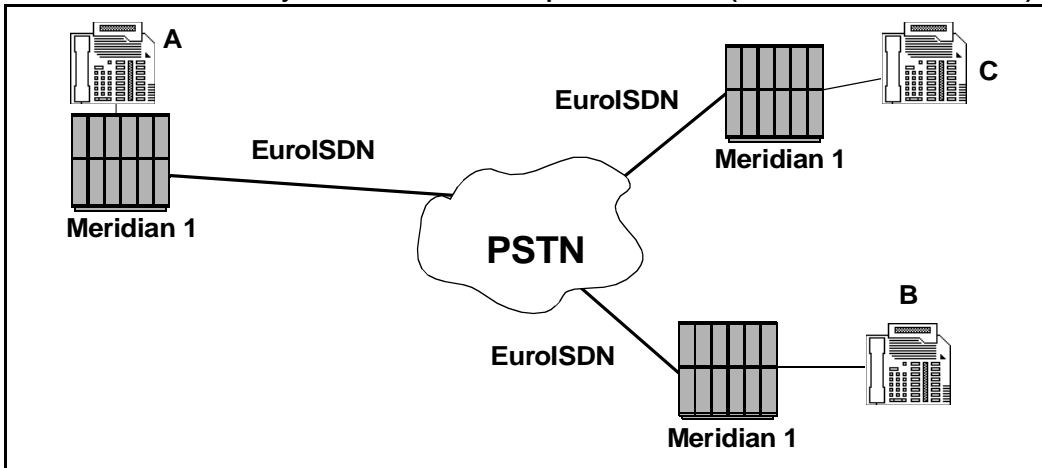 A
C
EuroISDN
EuroISDN
Meridian 1
Meridian 1
PSTN
B
EuroISDN
Meridian 1